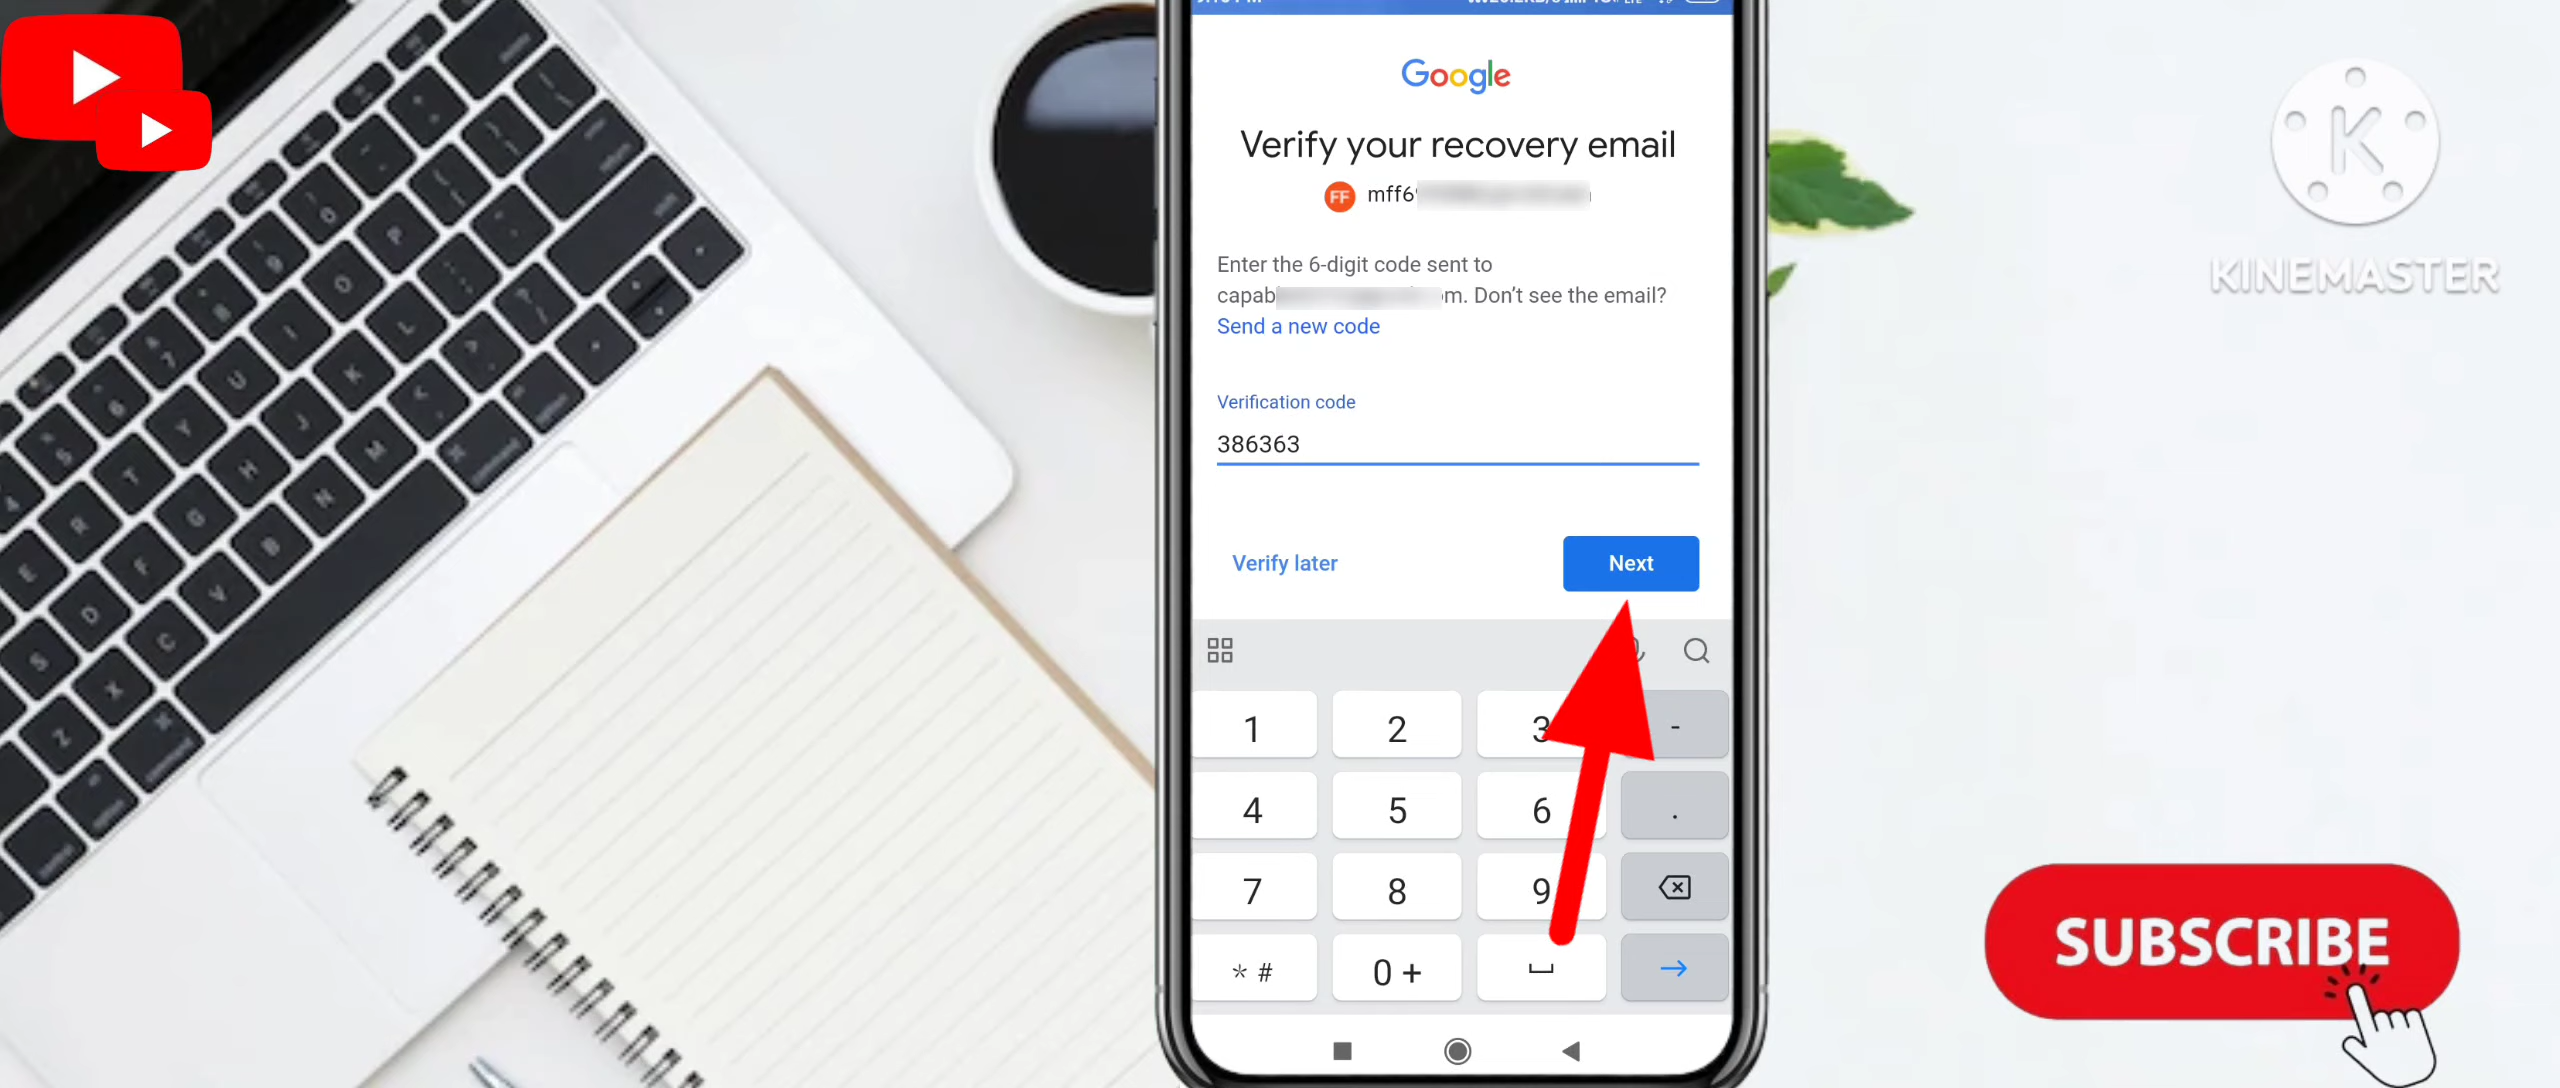 Google
Verify your recovery email
FF mff6
Enter the 6-digit code sent to
capab om. Don’t see the email?
Send a new code
Verification code
386363
Verify later
Next
1 2 3 -
4 5 6 .
7 8 9
* # 0 +
K
KINEMASTER
SUBSCRIBE